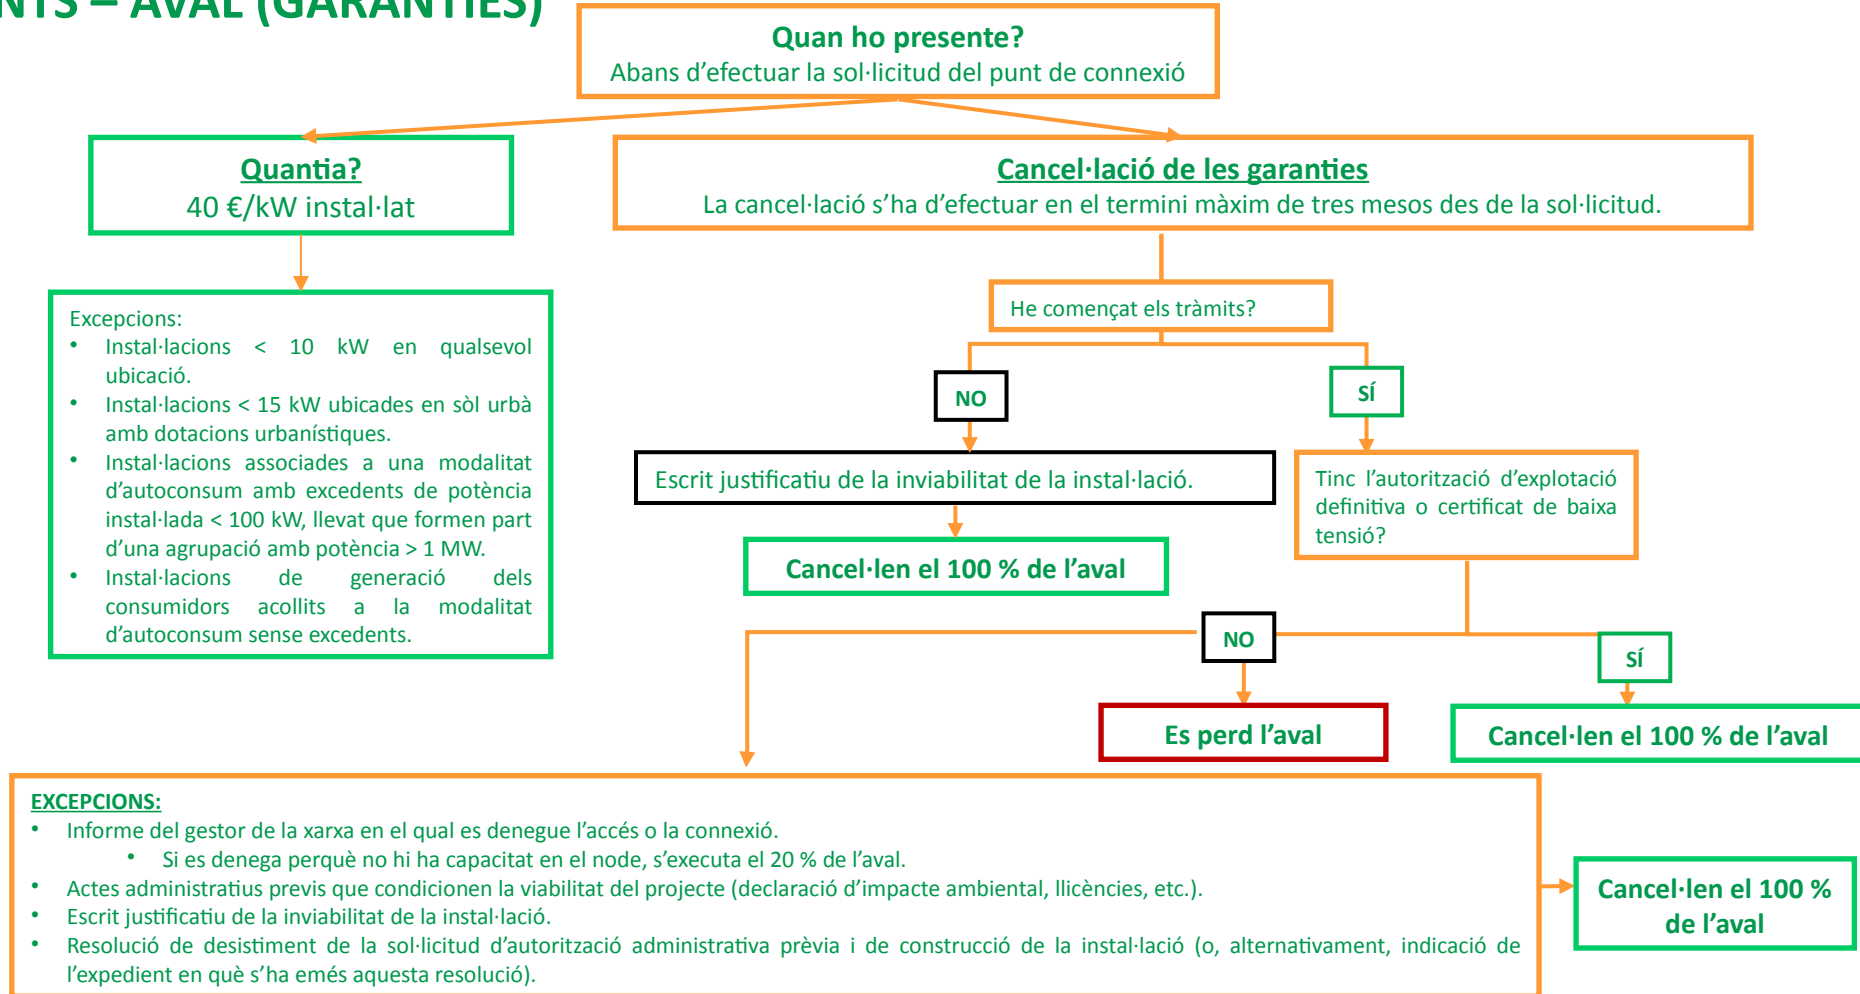 NTS – AVAL (GARANTIES)
Quan ho presente?
Abans d'efectuar la sol·licitud del punt de connexió
Quantia?
40 €/kW instal·lat
Cancel·lació de les garanties
La cancel·lació s'ha d'efectuar en el termini màxim de tres mesos des de la sol·licitud.
Excepcions:
• Instal·lacions < 10 kW en qualsevol
ubicació.
• Instal·lacions < 15 kW ubicades en sòl urbà
amb dotacions urbanístiques.
• Instal·lacions associades a una modalitat
d'autoconsum amb excedents de potència
instal·lada < 100 kW, llevat que formen part
d'una agrupació amb potència > 1 MW.
• Instal·lacions de generació dels
consumidors acollits a la modalitat
d'autoconsum sense excedents.
He començat els tràmits?
NO
SÍ
Escrit justificatiu de la inviabilitat de la instal·lació.
Cancel·len el 100 % de l'aval
Tinc l'autorització d'explotació
definitiva o certificat de baixa
tensió?
NO
SÍ
Es perd l'aval
Cancel·len el 100 % de l'aval
EXCEPCIONS:
• Informe del gestor de la xarxa en el qual es denegue l'accés o la connexió.
• Si es denega perquè no hi ha capacitat en el node, s'executa el 20 % de l'aval.
• Actes administratius previs que condicionen la viabilitat del projecte (declaració d'impacte ambiental, llicències, etc.).
• Escrit justificatiu de la inviabilitat de la instal·lació.
• Resolució de desistiment de la sol·licitud d'autorització administrativa prèvia i de construcció de la instal·lació (o, alternativament, indicació de
l'expedient en què s'ha emés aquesta resolució).
Cancel·len el 100 %
de l'aval